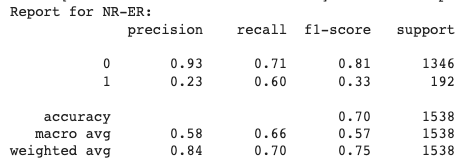 Report for NR-ER:
precision recall f1-score support
0 0.93 0.71 0.81 1346
1 0.23 0.60 0.33 192
accuracy 0.70 1538
macro avg 0.58 0.66 0.57 1538
weighted avg 0.84 0.70 0.75 1538